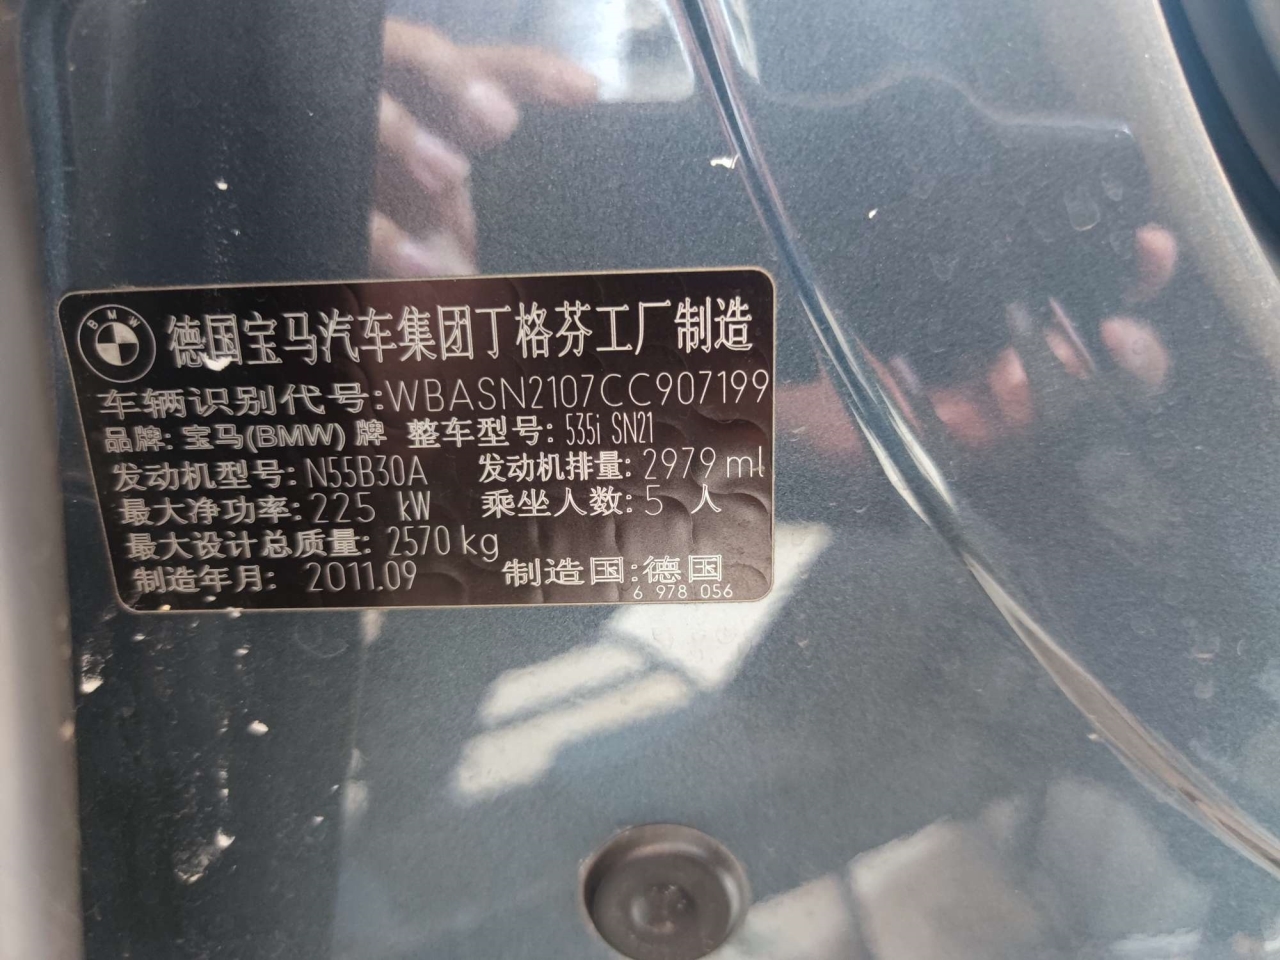 BMW 德国宝马汽车集团丁格芬工厂制造
车辆识别代号:WBASN2107CC907199
品牌: 宝马(BMW) 牌 整车型号: 535i SN21
发动机型号: N55B30A 发动机排量: 2979 ml
最大净功率: 225 kW 乘坐人数: 5 人
最大设计总质量: 2570 kg
制造年月: 2011.09 制造国: 德国
6 978 056